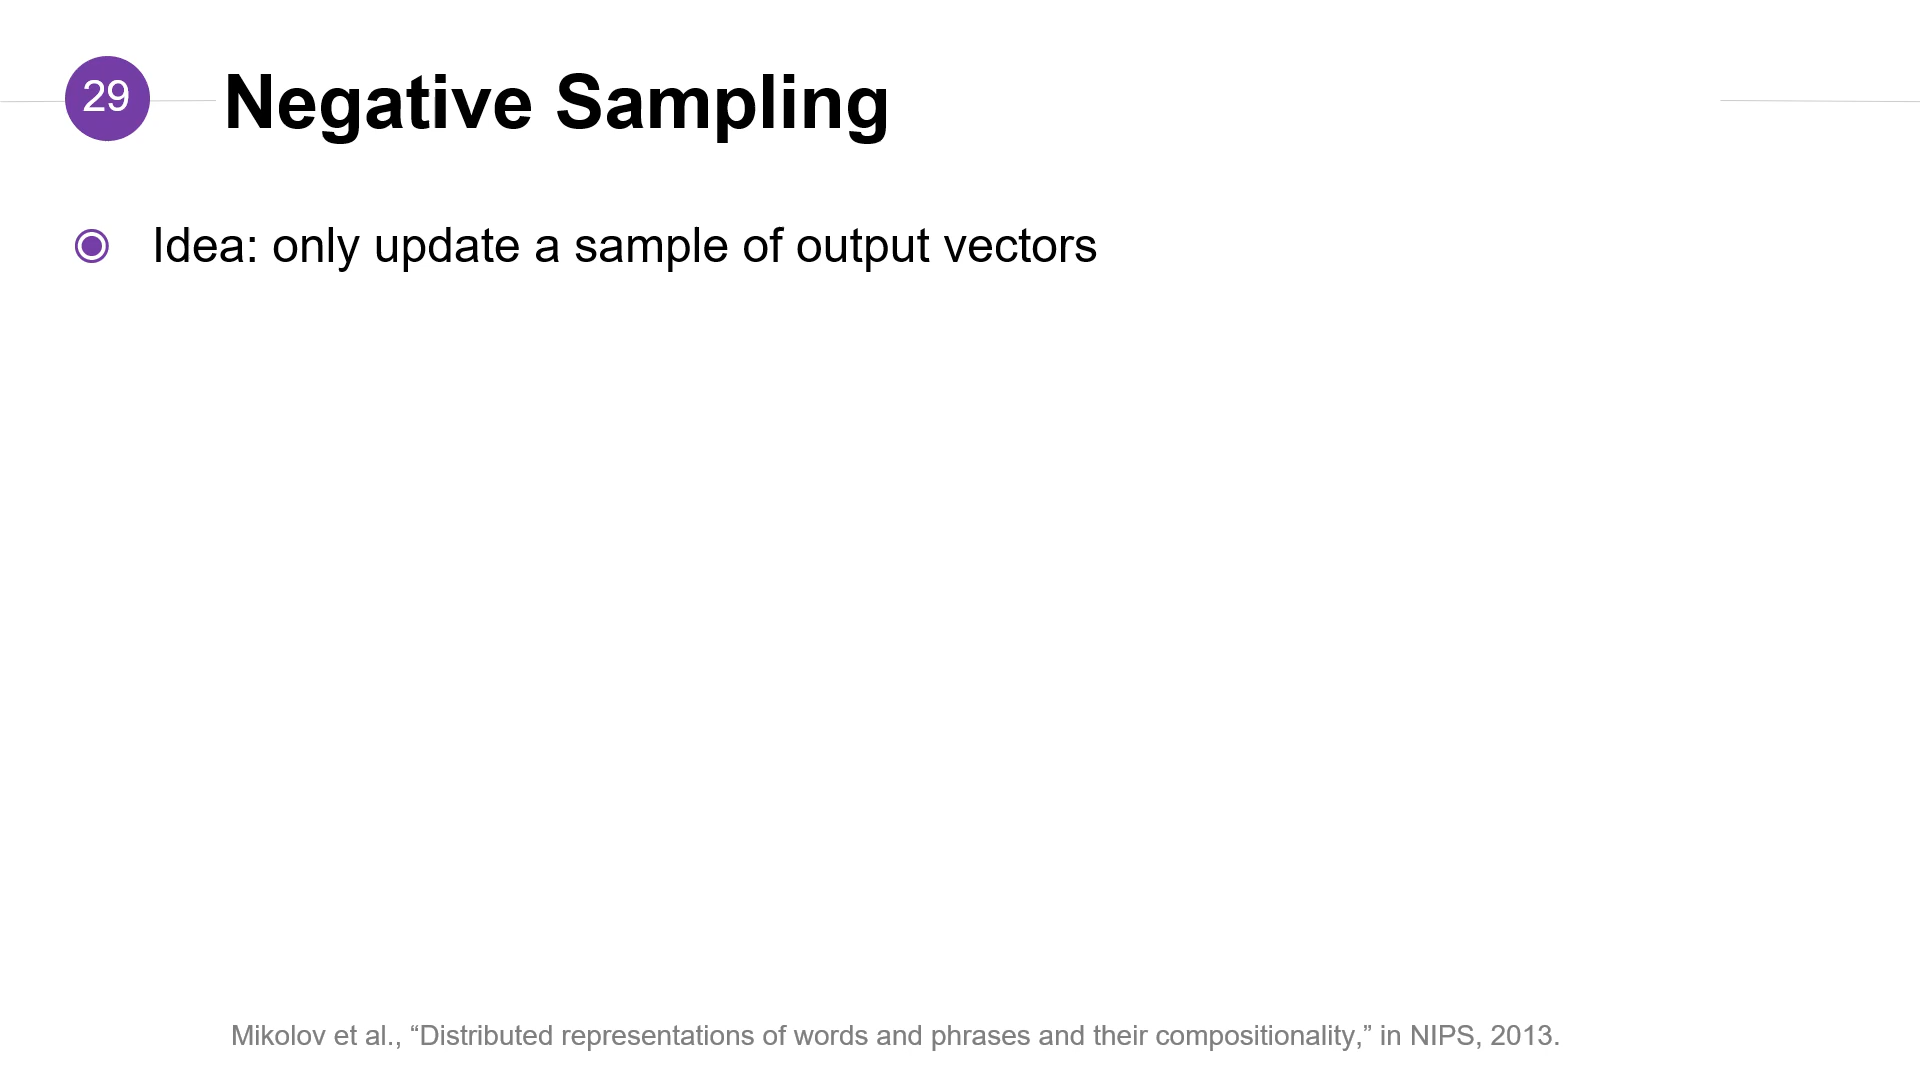 29
Negative Sampling
Idea: only update a sample of output vectors
Mikolov et al., “Distributed representations of words and phrases and their compositionality,” in NIPS, 2013.